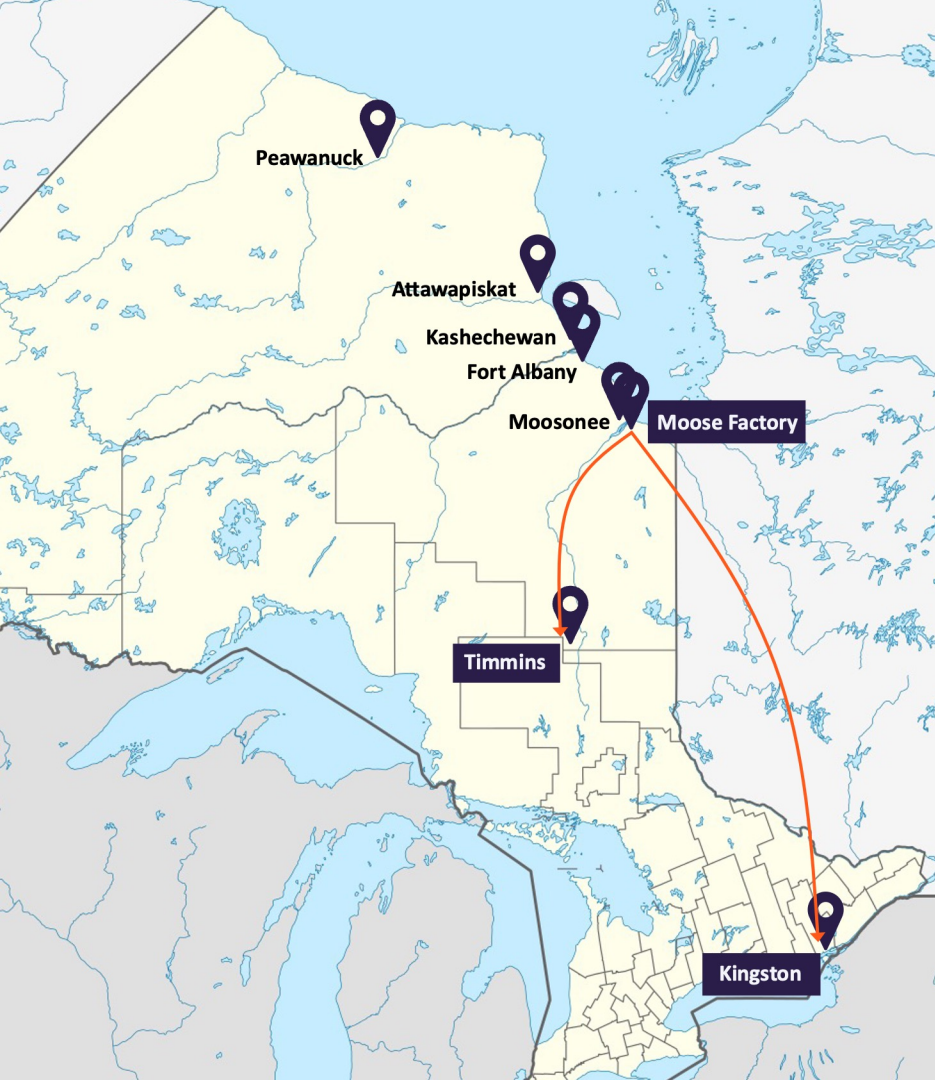 Peawanuck
Attawapiskat
Kashechewan
Fort Albany
Moosonee
Moose Factory
Timmins
Kingston